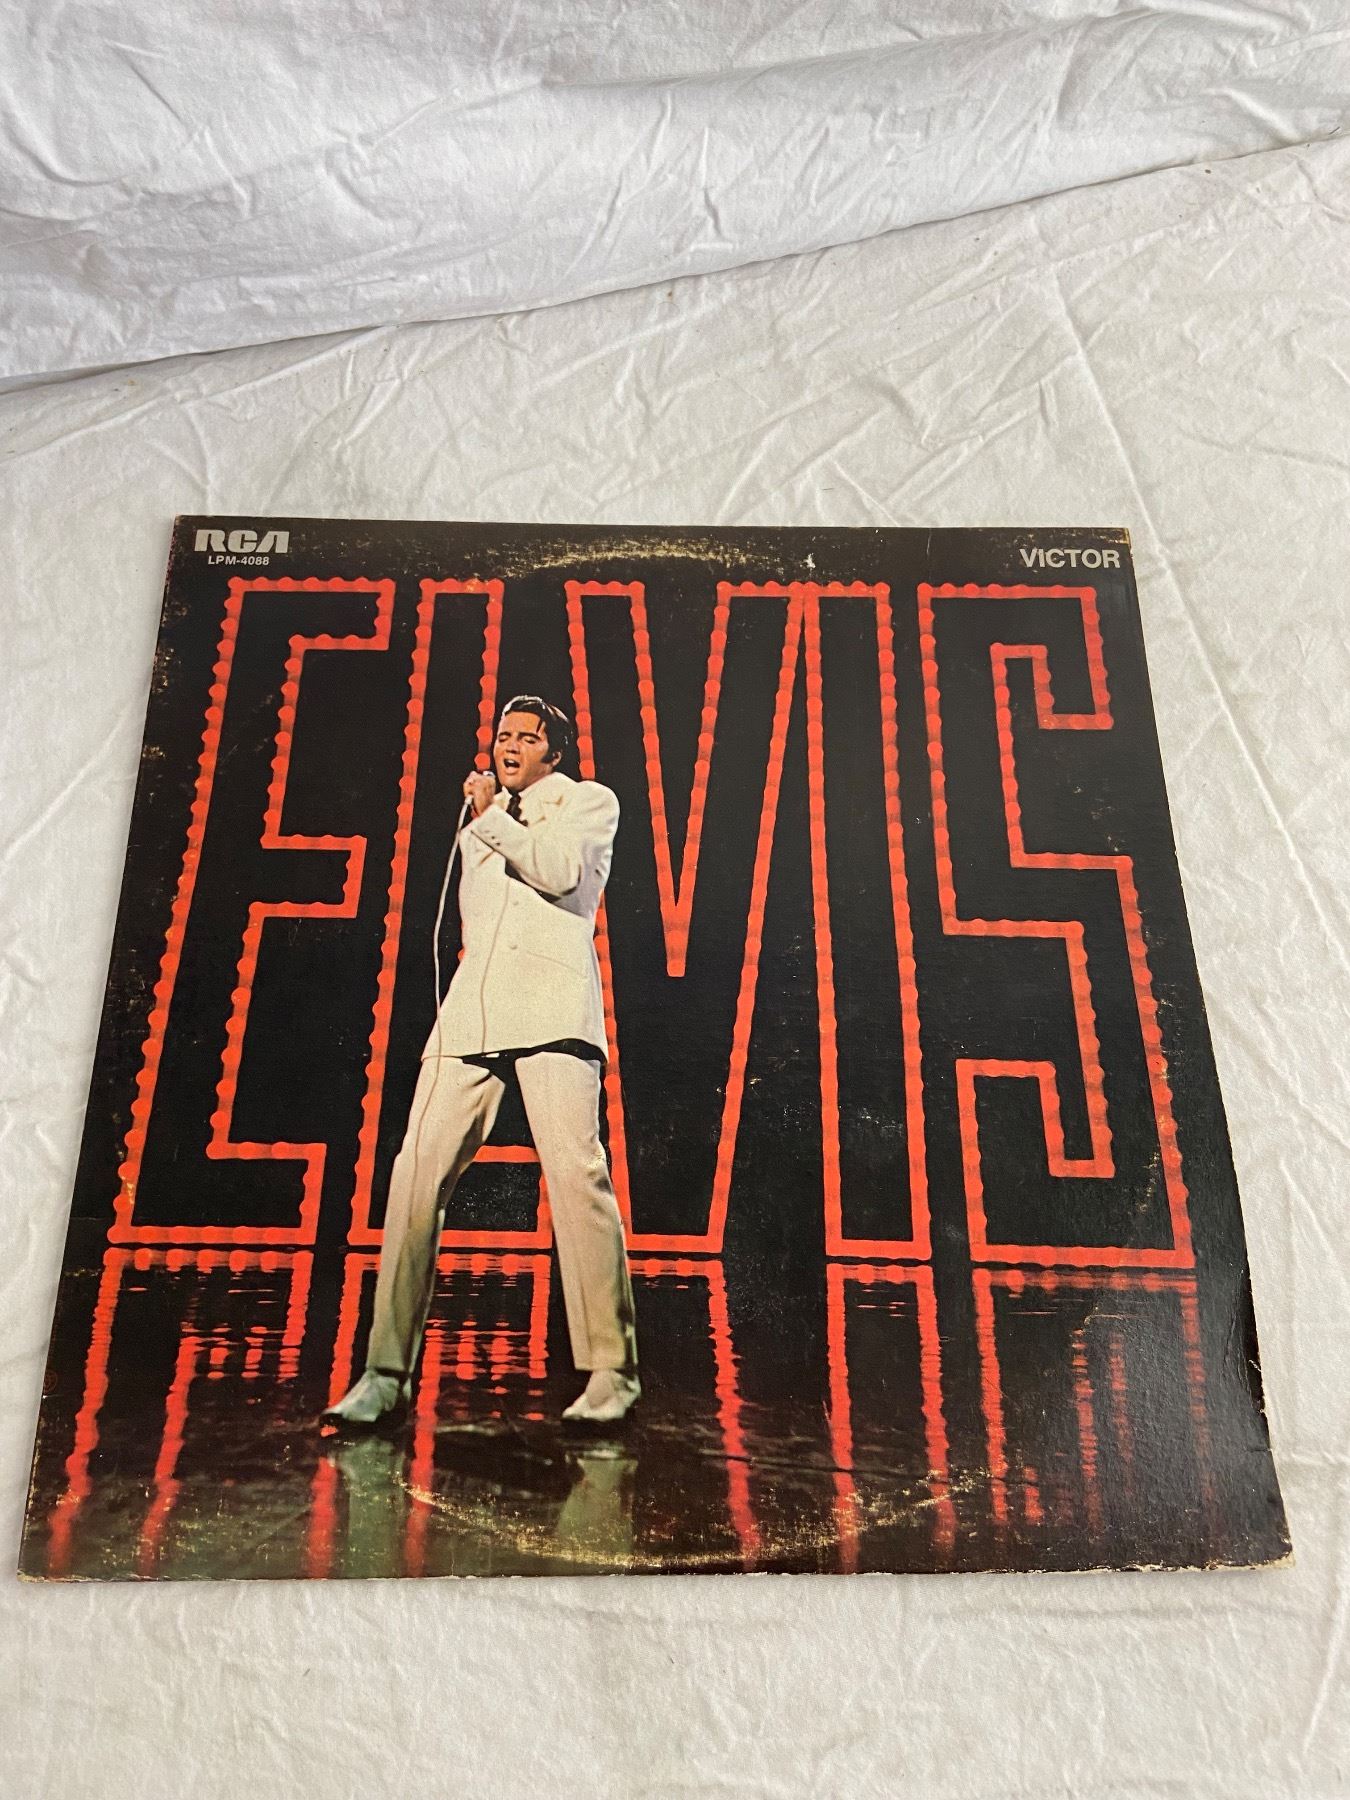 RCA
LPM-4088
VICTOR
ELVIS